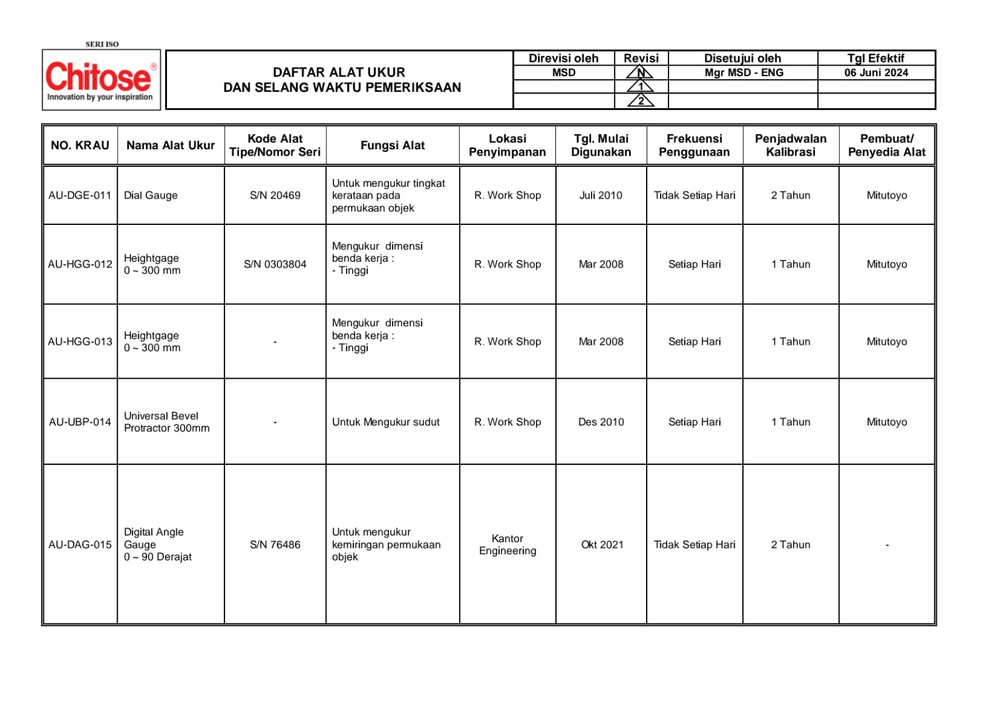 SERI ISO
Chitose®
Innovation by your inspiration
DAFTAR ALAT UKUR
DAN SELANG WAKTU PEMERIKSAAN
Direvisi oleh Revisi Disetujui oleh Tgl Efektif
MSD N Mgr MSD - ENG 06 Juni 2024
1
2
NO. KRAU Nama Alat Ukur Kode Alat Tipe/Nomor Seri Fungsi Alat Lokasi Penyimpanan Tgl. Mulai Digunakan Frekuensi Penggunaan Penjadwalan Kalibrasi Pembuat/ Penyedia Alat
AU-DGE-011 Dial Gauge S/N 20469 Untuk mengukur tingkat kerataan pada permukaan objek R. Work Shop Juli 2010 Tidak Setiap Hari 2 Tahun Mitutoyo
AU-HGG-012 Heightgage 0 ~ 300 mm S/N 0303804 Mengukur dimensi benda kerja : - Tinggi R. Work Shop Mar 2008 Setiap Hari 1 Tahun Mitutoyo
AU-HGG-013 Heightgage 0 ~ 300 mm - Mengukur dimensi benda kerja : - Tinggi R. Work Shop Mar 2008 Setiap Hari 1 Tahun Mitutoyo
AU-UBP-014 Universal Bevel Protractor 300mm - Untuk Mengukur sudut R. Work Shop Des 2010 Setiap Hari 1 Tahun Mitutoyo
AU-DAG-015 Digital Angle Gauge 0 ~ 90 Derajat S/N 76486 Untuk mengukur kemiringan permukaan objek Kantor Engineering Okt 2021 Tidak Setiap Hari 2 Tahun -